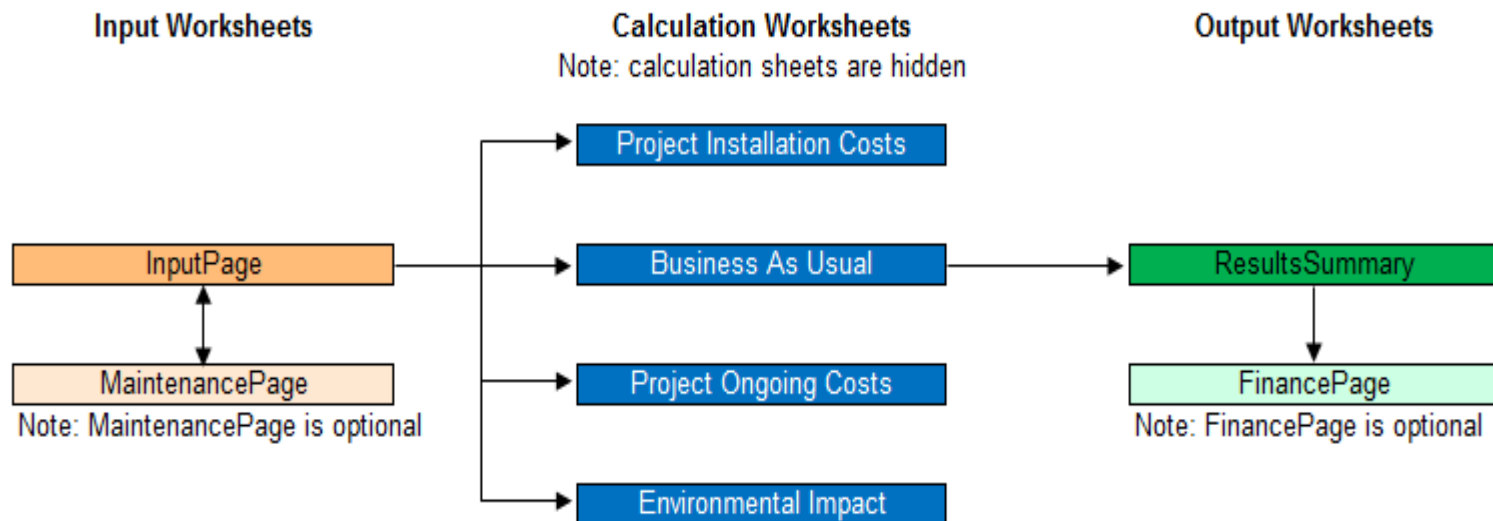 Input Worksheets
Calculation Worksheets
Output Worksheets
Note: calculation sheets are hidden
Project Installation Costs
InputPage
Business As Usual
ResultsSummary
MaintenancePage
Project Ongoing Costs
FinancePage
Note: MaintenancePage is optional
Note: FinancePage is optional
Environmental Impact